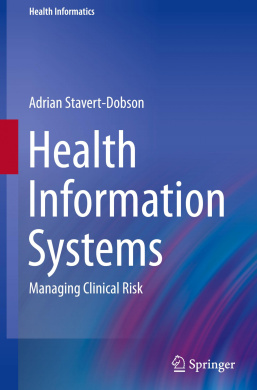 Health Informatics
Adrian Stavert-Dobson
Health
Information
Systems
Managing Clinical Risk
Springer